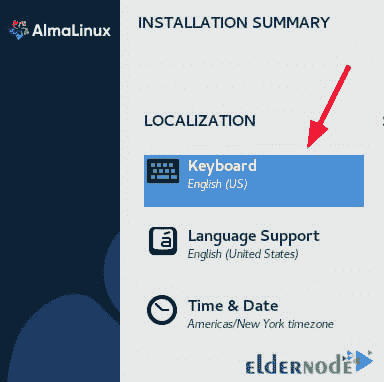 AlmaLinux
INSTALLATION SUMMARY
LOCALIZATION
Keyboard
English (US)
Language Support
English (United States)
Time & Date
Americas/New York timezone
eldernode